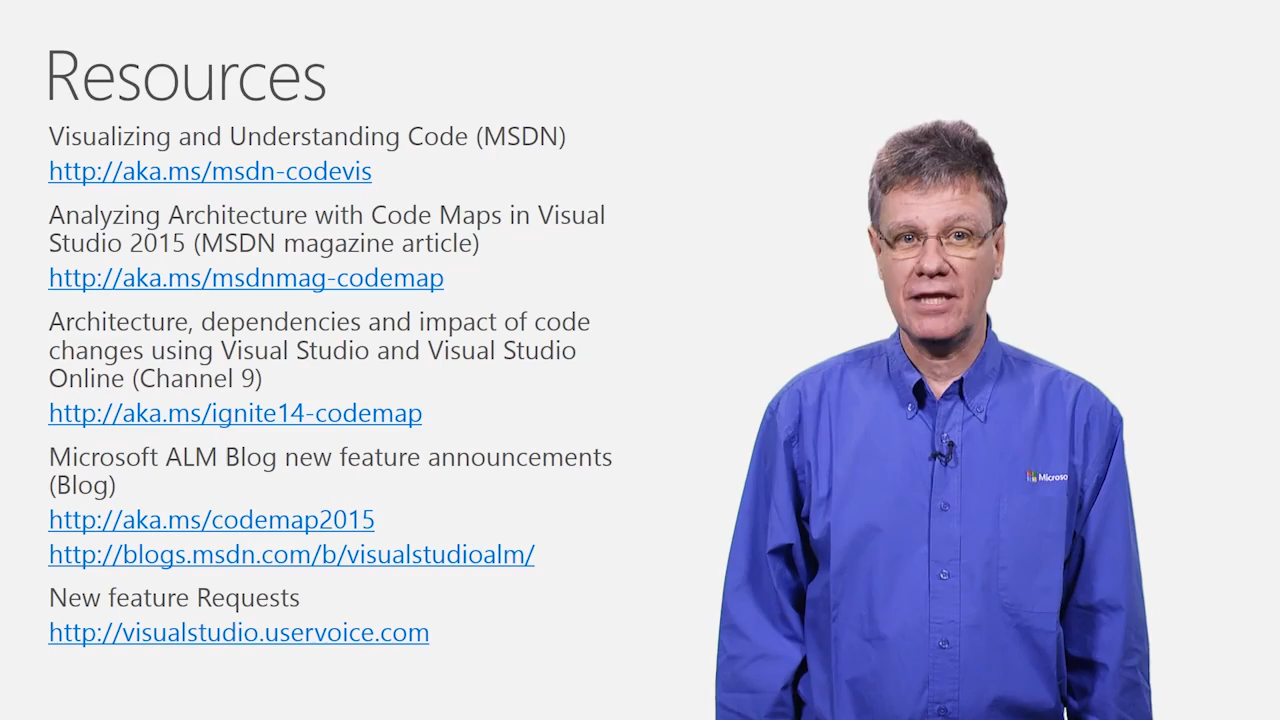 Resources
Visualizing and Understanding Code (MSDN)
http://aka.ms/msdn-codevis
Analyzing Architecture with Code Maps in Visual
Studio 2015 (MSDN magazine article)
http://aka.ms/msdnmag-codemap
Architecture, dependencies and impact of code
changes using Visual Studio and Visual Studio
Online (Channel 9)
http://aka.ms/ignite14-codemap
Microsoft ALM Blog new feature announcements
(Blog)
http://aka.ms/codemap2015
http://blogs.msdn.com/b/visualstudioalm/
New feature Requests
http://visualstudio.uservoice.com
Microso